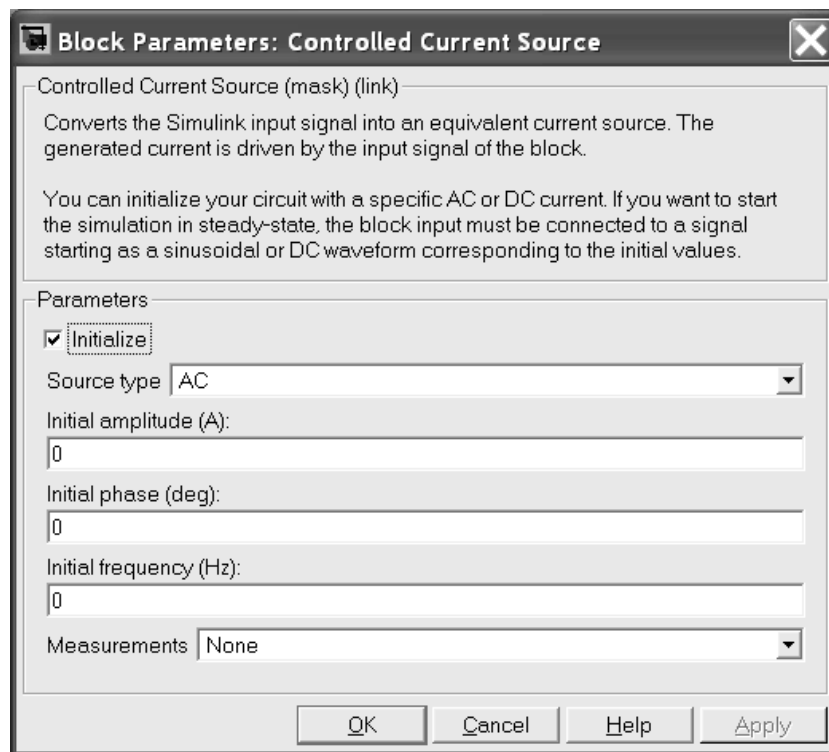 Block Parameters: Controlled Current Source
Controlled Current Source (mask) (link)
Converts the Simulink input signal into an equivalent current source. The
generated current is driven by the input signal of the block.
You can initialize your circuit with a specific AC or DC current. If you want to start
the simulation in steady-state, the block input must be connected to a signal
starting as a sinusoidal or DC waveform corresponding to the initial values.
Parameters
Initialize
Source type AC
Initial amplitude (A):
0
Initial phase (deg):
0
Initial frequency (Hz):
0
Measurements None
OK Cancel Help Apply